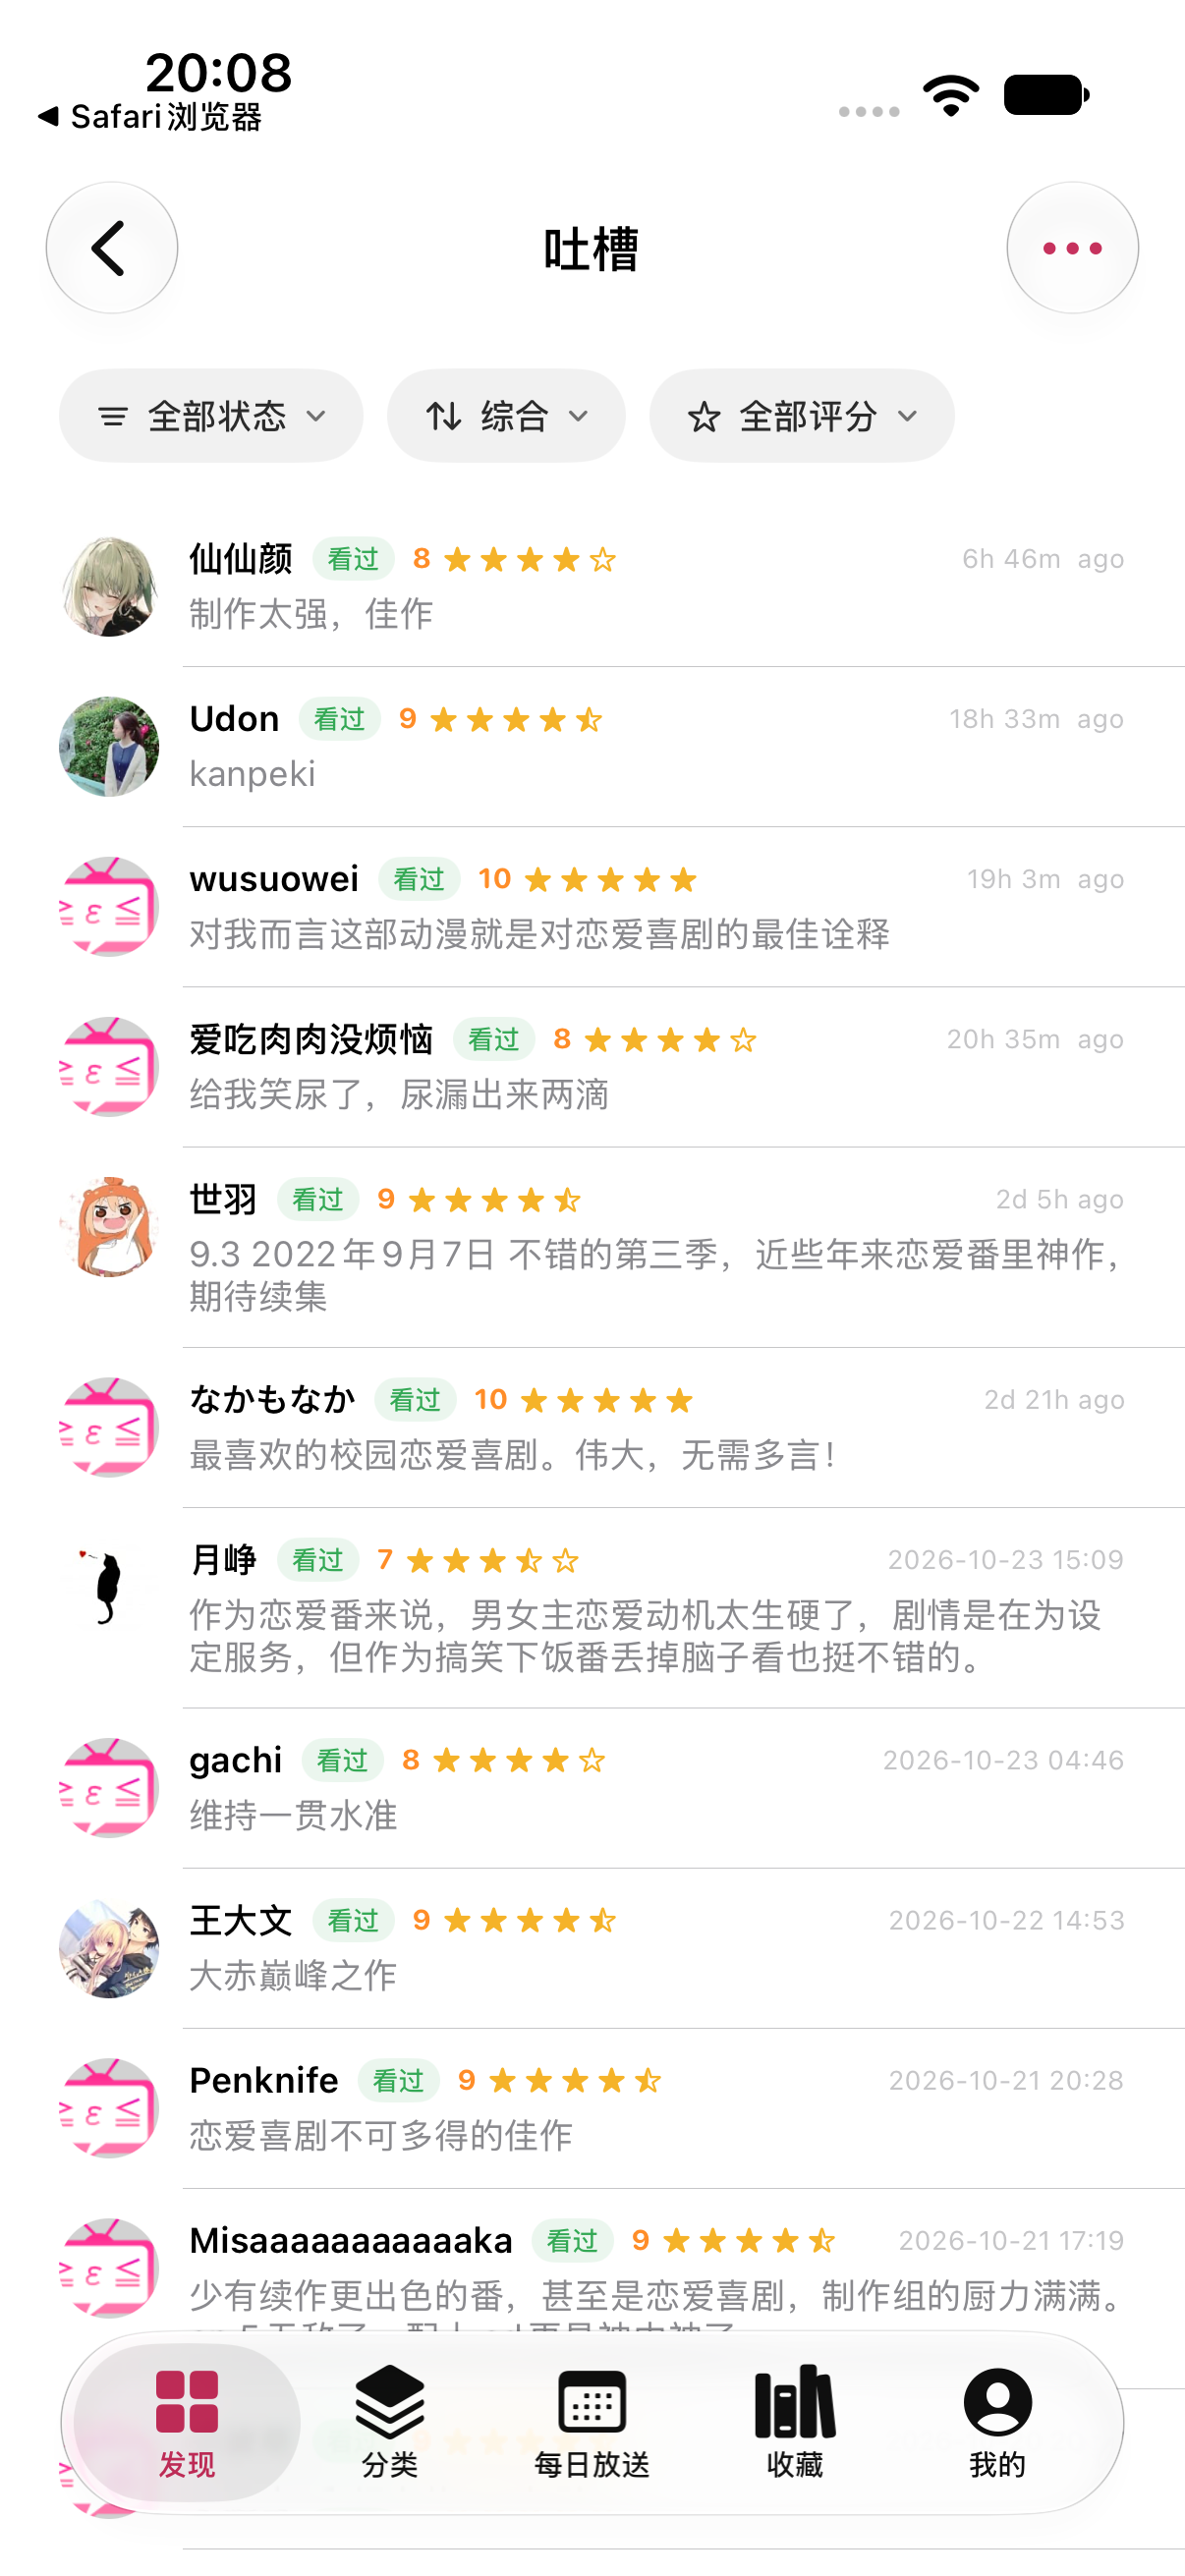 20:08
Safari浏览器
吐槽
全部状态 综合 全部评分
仙仙颜 看过 8 6h 46m ago
制作太强，佳作
Udon 看过 9 18h 33m ago
kanpeki
wusuowei 看过 10 19h 3m ago
对我而言这部动漫就是对恋爱喜剧的最佳诠释
爱吃肉肉没烦恼 看过 8 20h 35m ago
给我笑尿了，尿漏出来两滴
世羽 看过 9 2d 5h ago
9.3 2022年9月7日 不错的第三季，近些年来恋爱番里神作，
期待续集
なかもなか 看过 10 2d 21h ago
最喜欢的校园恋爱喜剧。伟大，无需多言！
月峥 看过 7 2026-10-23 15:09
作为恋爱番来说，男女主恋爱动机太生硬了，剧情是在为设
定服务，但作为搞笑下饭番丢掉脑子看也挺不错的。
gachi 看过 8 2026-10-23 04:46
维持一贯水准
王大文 看过 9 2026-10-22 14:53
大赤巅峰之作
Penknife 看过 9 2026-10-21 20:28
恋爱喜剧不可多得的佳作
Misaaaaaaaaaaaaka 看过 9 2026-10-21 17:19
少有续作更出色的番，甚至是恋爱喜剧，制作组的厨力满满。
发现 分类 每日放送 收藏 我的